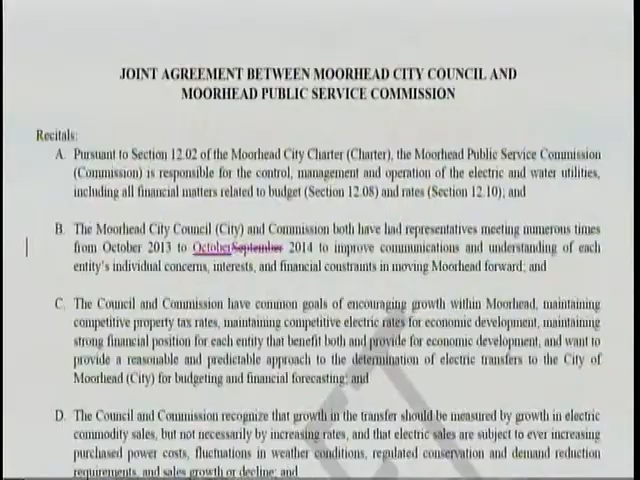 JOINT AGREEMENT BETWEEN MOORHEAD CITY COUNCIL AND
MOORHEAD PUBLIC SERVICE COMMISSION
Recitals:
A. Pursuant to Section 12.02 of the Moorhead City Charter (Charter), the Moorhead Public Service Commission
(Commission) is responsible for the control, management and operation of the electric and water utilities,
including all financial matters related to budget (Section 12.08) and rates (Section 12.10); and
B. The Moorhead City Council (City) and Commission both have had representatives meeting numerous times
from October 2013 to OctoberSeptember 2014 to improve communications and understanding of each
entity's individual concerns, interests, and financial constraints in moving Moorhead forward; and
C. The Council and Commission have common goals of encouraging growth within Moorhead, maintaining
competitive property tax rates, maintaining competitive electric rates for economic development, maintaining
strong financial position for each entity that benefit both and provide for economic development, and want to
provide a reasonable and predictable approach to the determination of electric transfers to the City of
Moorhead (City) for budgeting and financial forecasting; and
D. The Council and Commission recognize that growth in the transfer should be measured by growth in electric
commodity sales, but not necessarily by increasing rates, and that electric sales are subject to ever increasing
purchased power costs, fluctuations in weather conditions, regulated conservation and demand reduction
requirements, and sales growth or decline; and